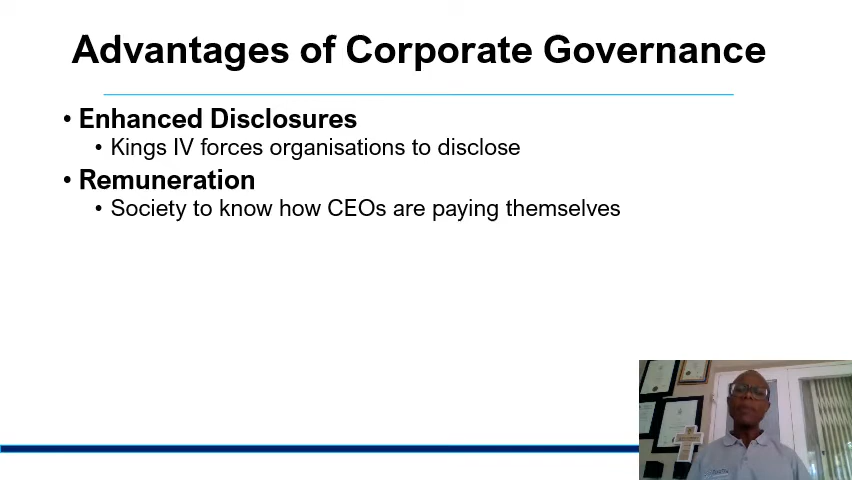 Advantages of Corporate Governance
• Enhanced Disclosures
• Kings IV forces organisations to disclose
• Remuneration
• Society to know how CEOs are paying themselves